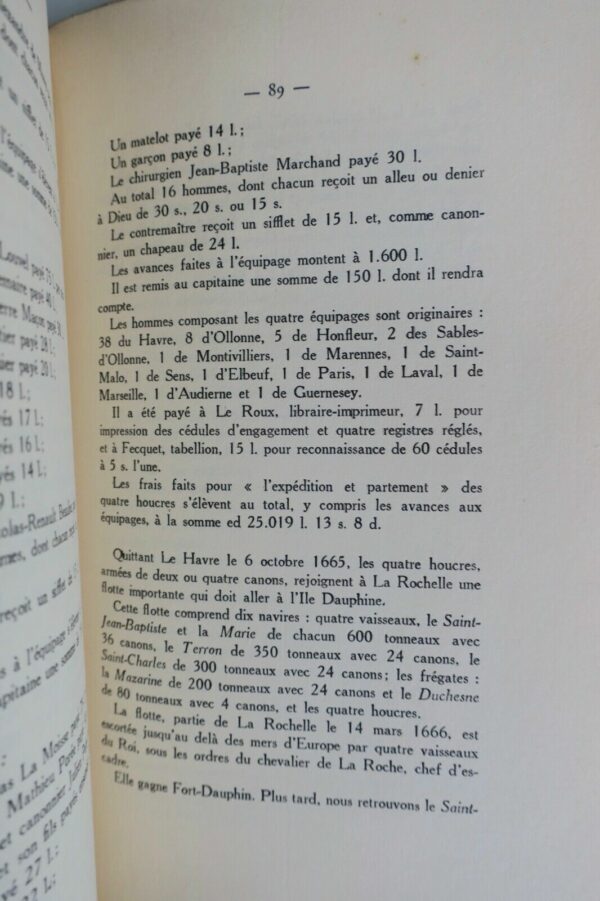 — 89 —
Un matelot payé 14 l.;
Un garçon payé 8 l.;
Le chirurgien Jean-Baptiste Marchand payé 30 l.
Au total 16 hommes, dont chacun reçoit un alleu ou denier
à Dieu de 30 s., 20 s. ou 15 s.
Le contremaître reçoit un sifflet de 15 l. et, comme canon-
nier, un chapeau de 24 l.
Les avances faites à l'équipage montent à 1.600 l.
Il est remis au capitaine une somme de 150 l. dont il rendra
compte.
Les hommes composant les quatre équipages sont originaires :
38 du Havre, 8 d'Ollonne, 5 de Honfleur, 2 des Sables-
d'Ollonne, 1 de Montivilliers, 1 de Marennes, 1 de Saint-
Malo, 1 de Sens, 1 d'Elbeuf, 1 de Paris, 1 de Laval, 1 de
Marseille, 1 d'Audierne et 1 de Guernesey.
Il a été payé à Le Roux, libraire-imprimeur, 7 l. pour
impression des cédules d'engagement et quatre registres réglés,
et à Fecquet, tabellion, 15 l. pour reconnaissance de 60 cédules
à 5 s. l'une.
Les frais faits pour « l'expédition et partement » des
quatre houcres s'élèvent au total, y compris les avances aux
équipages, à la somme ed 25.019 l. 13 s. 8 d.
Quittant Le Havre le 6 octobre 1665, les quatre houcres,
armées de deux ou quatre canons, rejoignent à La Rochelle une
flotte importante qui doit aller à l'Ile Dauphine.
Cette flotte comprend dix navires : quatre vaisseaux, le Saint-
Jean-Baptiste et la Marie de chacun 600 tonneaux avec
36 canons, le Terron de 350 tonneaux avec 24 canons, le
Saint-Charles de 300 tonneaux avec 24 canons; les frégates :
la Mazarine de 200 tonneaux avec 24 canons et le Duchesne
de 80 tonneaux avec 4 canons, et les quatre houcres.
La flotte, partie de La Rochelle le 14 mars 1666, est
escortée jusqu'au delà des mers d'Europe par quatre vaisseaux
du Roi, sous les ordres du chevalier de La Roche, chef d'es-
cadre.
Elle gagne Fort-Dauphin. Plus tard, nous retrouvons le Saint-